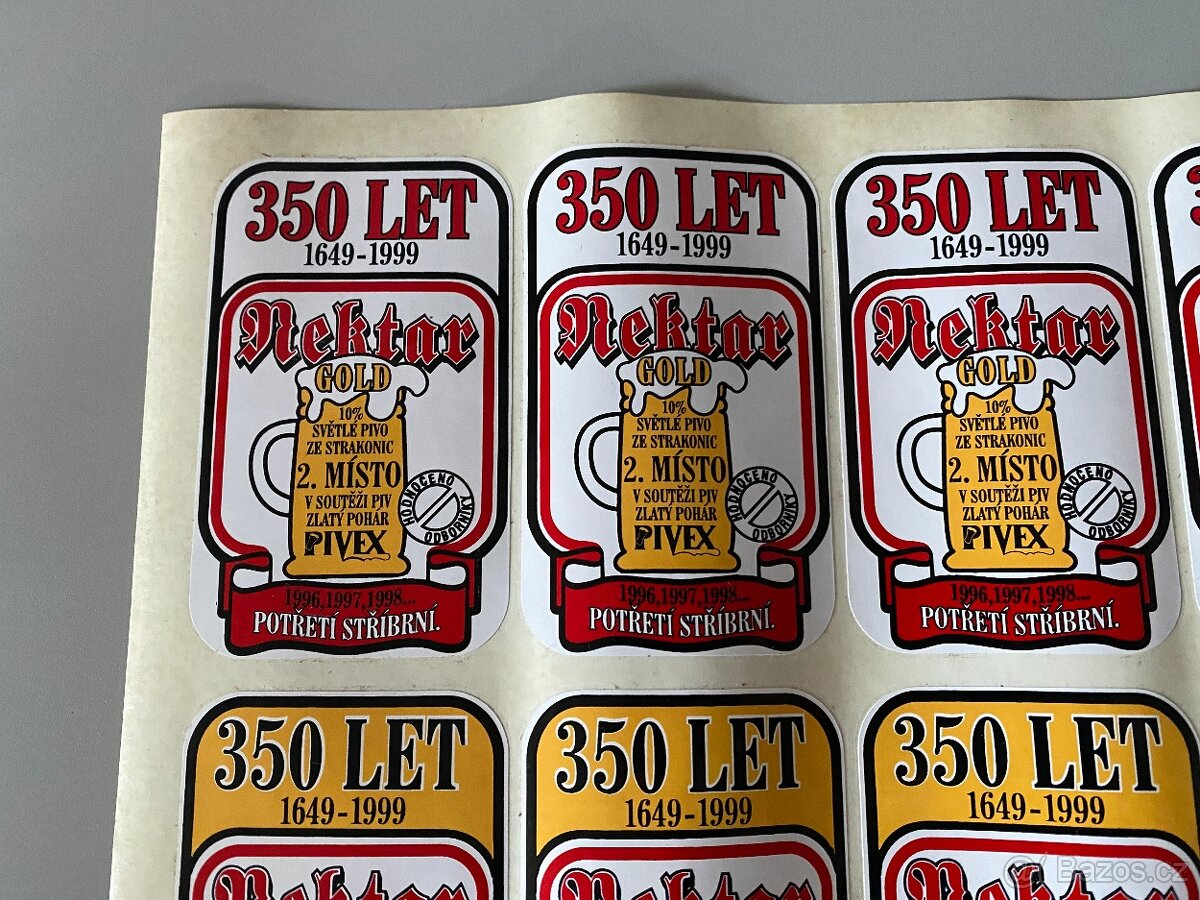 350 LET
1649-1999
Nektar
GOLD
10%
SVĚTLÉ PIVO
ZE STRAKONIC
2. MÍSTO
V SOUTĚŽI PIV
ZLATÝ POHÁR
PIVEX
HODNOCENO
ODBORNÍKY
1996,1997,1998...
POTŘETÍ STŘÍBRNÍ.
350 LET
1649-1999
Nektar
GOLD
10%
SVĚTLÉ PIVO
ZE STRAKONIC
2. MÍSTO
V SOUTĚŽI PIV
ZLATÝ POHÁR
PIVEX
HODNOCENO
ODBORNÍKY
1996,1997,1998...
POTŘETÍ STŘÍBRNÍ.
350 LET
1649-1999
Nektar
GOLD
10%
SVĚTLÉ PIVO
ZE STRAKONIC
2. MÍSTO
V SOUTĚŽI PIV
ZLATÝ POHÁR
PIVEX
HODNOCENO
ODBORNÍKY
1996,1997,1998...
POTŘETÍ STŘÍBRNÍ.
350 LET
1649-1999
Nektar
350 LET
1649-1999
Nektar
350 LET
1649-1999
Nektar
Bazos.cz